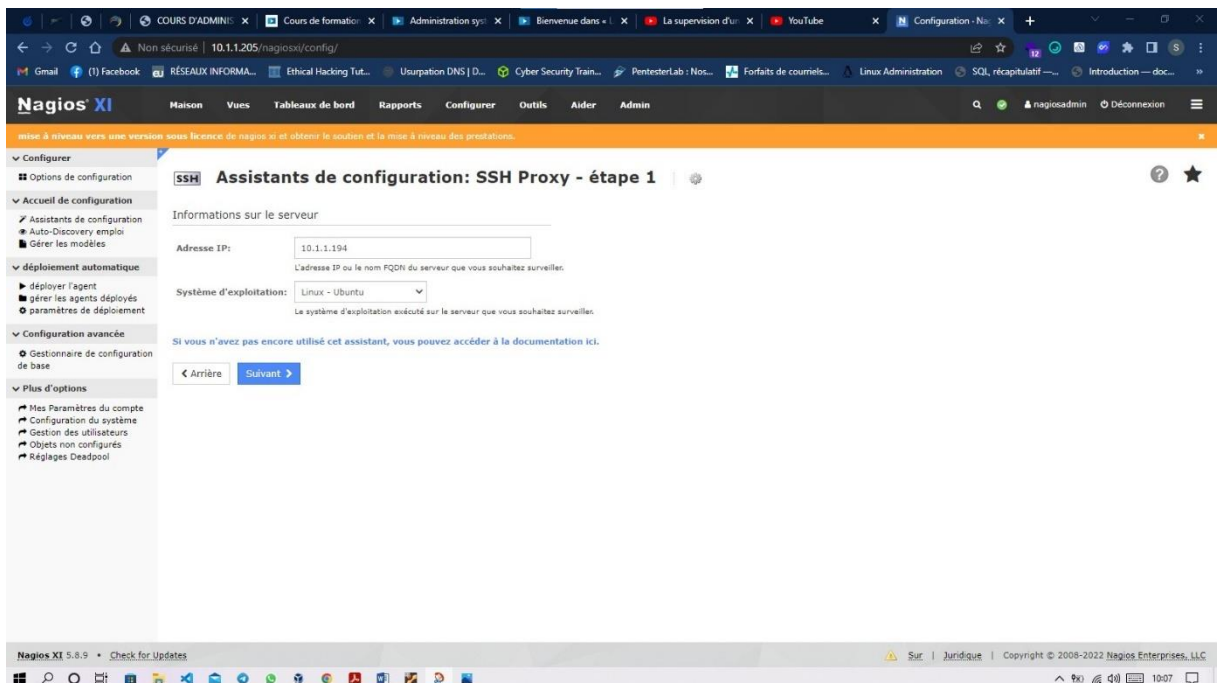 COURS D'ADMINIS
Cours de formation
Administration syst
Bienvenue dans « L
La supervision d'un
YouTube
Configuration - Nag
Non sécurisé | 10.1.1.205/nagiosxi/config/
12
S
Gmail
(1) Facebook
RÉSEAUX INFORMA...
Ethical Hacking Tut...
Usurpation DNS | D...
Cyber Security Train...
PentesterLab : Nos...
Forfaits de courriels...
Linux Administration
SQL, récapitulatif —...
Introduction — doc...
»
Nagios XI
Maison
Vues
Tableaux de bord
Rapports
Configurer
Outils
Aider
Admin
nagiosadmin
Déconnexion
mise à niveau vers une version sous licence de nagios xi et obtenir le soutien et la mise à niveau des prestations.
Configurer
Options de configuration
Accueil de configuration
Assistants de configuration
Auto-Discovery emploi
Gérer les modèles
déploiement automatique
déployer l'agent
gérer les agents déployés
paramètres de déploiement
Configuration avancée
Gestionnaire de configuration
de base
Plus d'options
Mes Paramètres du compte
Configuration du système
Gestion des utilisateurs
Objets non configurés
Réglages Deadpool
SSH Assistants de configuration: SSH Proxy - étape 1
Informations sur le serveur
Adresse IP: 10.1.1.194
L'adresse IP ou le nom FQDN du serveur que vous souhaitez surveiller.
Système d'exploitation: Linux - Ubuntu
Le système d'exploitation exécuté sur le serveur que vous souhaitez surveiller.
Si vous n'avez pas encore utilisé cet assistant, vous pouvez accéder à la documentation ici.
Arrière
Suivant
Nagios XI 5.8.9 • Check for Updates
Sur | Juridique | Copyright © 2008-2022 Nagios Enterprises, LLC
10:07